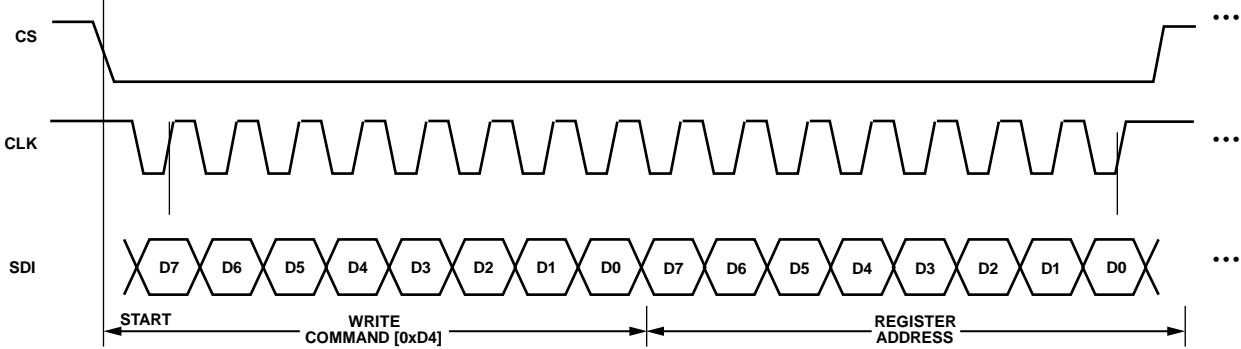 CS
...
CLK
...
SDI
D7 D6 D5 D4 D3 D2 D1 D0 D7 D6 D5 D4 D3 D2 D1 D0
...
START
WRITE
COMMAND [0xD4]
REGISTER
ADDRESS